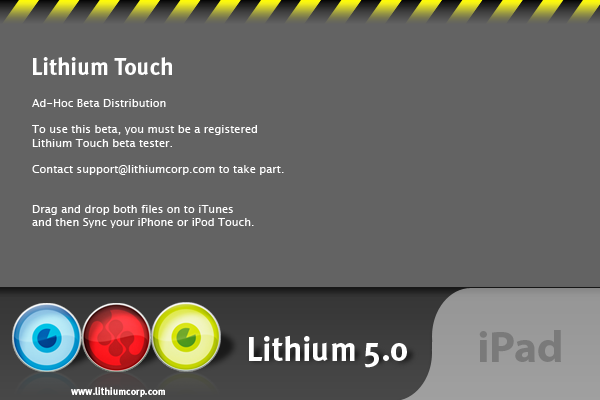 Lithium Touch
Ad-Hoc Beta Distribution
To use this beta, you must be a registered
Lithium Touch beta tester.
Contact support@lithiumcorp.com to take part.
Drag and drop both files on to iTunes
and then Sync your iPhone or iPod Touch.
Lithium 5.0
iPad
www.lithiumcorp.com